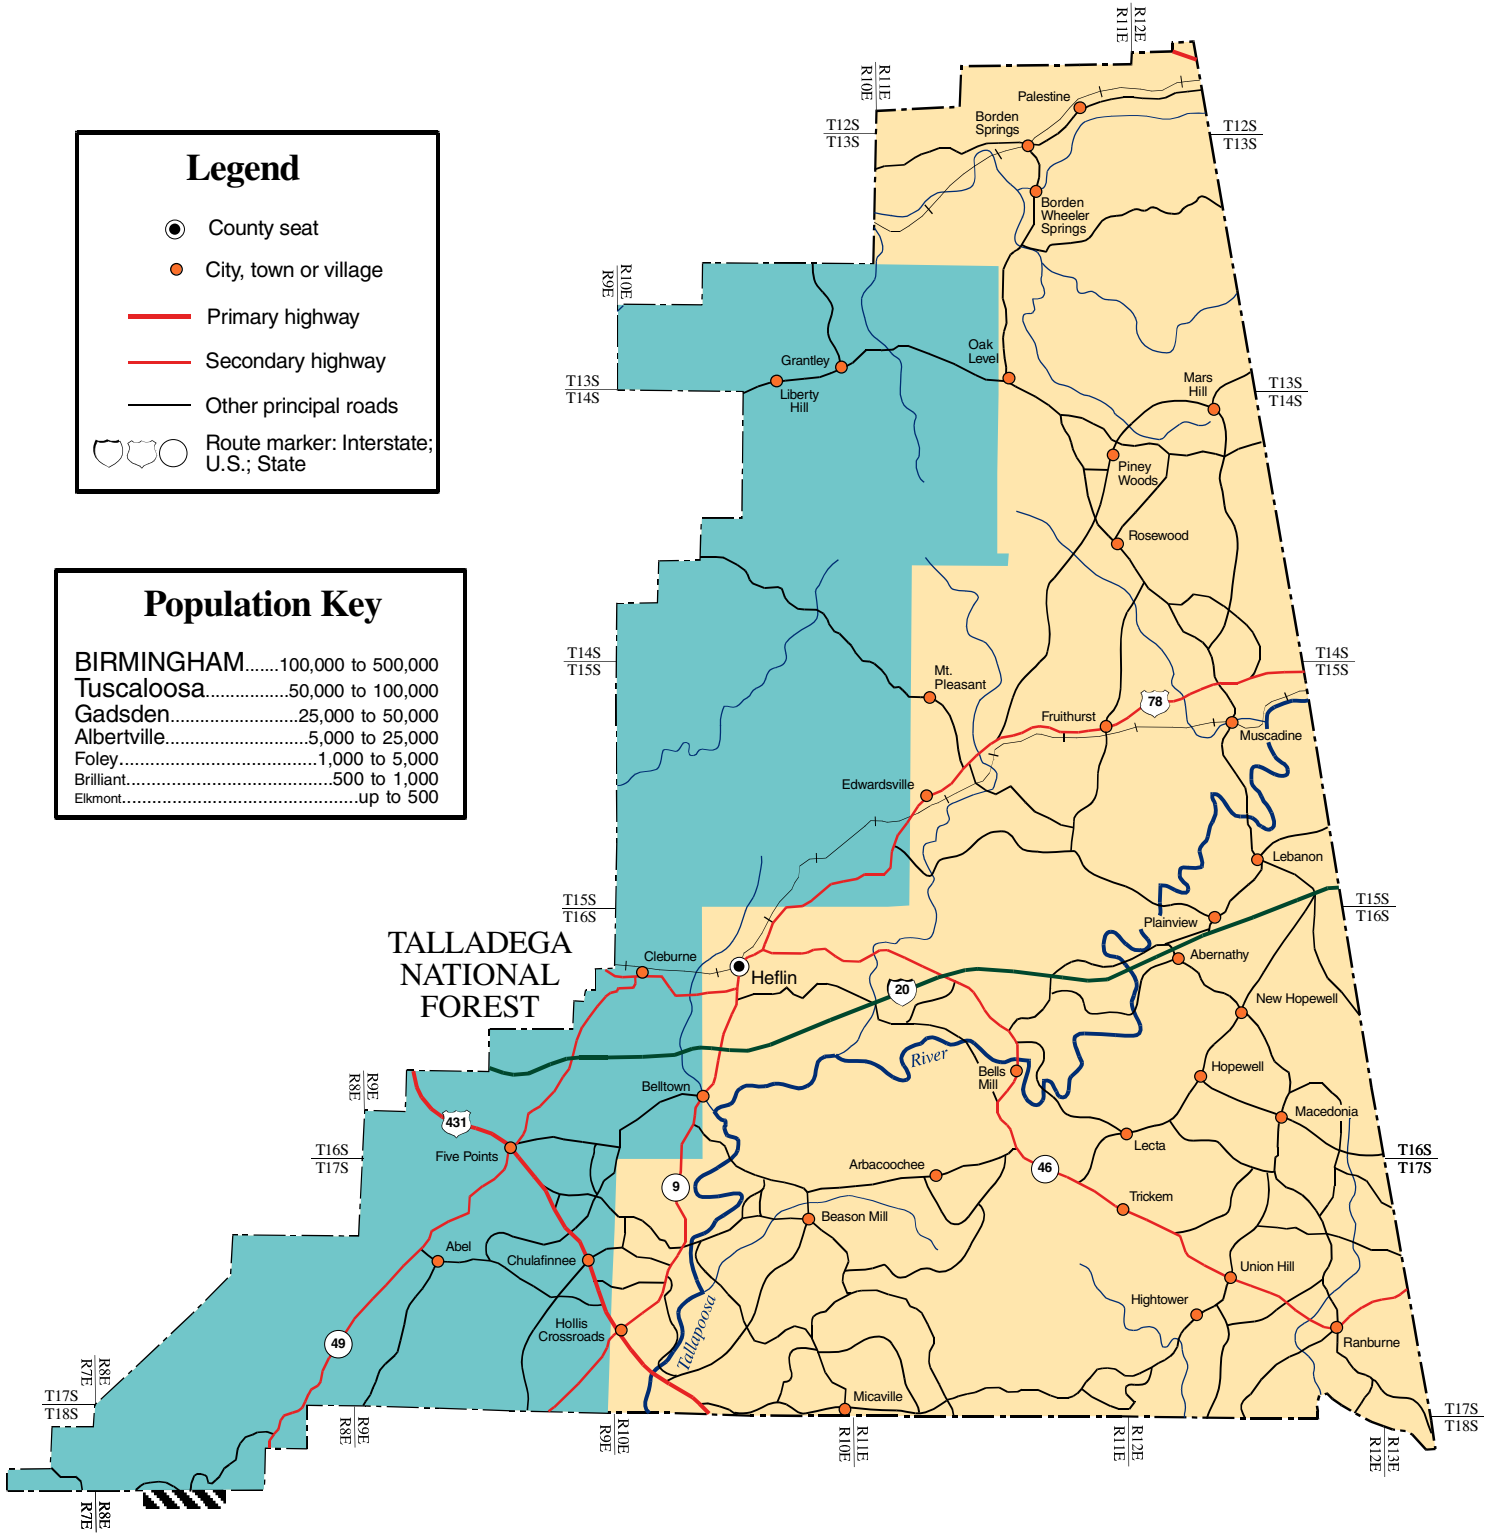 R12E
R11E
R11E
R10E
Palestine
Borden
Springs
T12S
T13S
T12S
T13S
Legend
County seat
City, town or village
Primary highway
Secondary highway
Other principal roads
Route marker: Interstate;
U.S.; State
Borden
Wheeler
Springs
R10E
R9E
Oak
Level
Grantley
Liberty
Hill
T13S
T14S
Mars
Hill
T13S
T14S
Piney
Woods
Rosewood
Population Key
BIRMINGHAM.......100,000 to 500,000
Tuscaloosa.................50,000 to 100,000
Gadsden..........................25,000 to 50,000
Albertville.............................5,000 to 25,000
Foley........................................1,000 to 5,000
Brilliant.........................................500 to 1,000
Elkmont...............................................up to 500
T14S
T15S
T14S
T15S
Mt.
Pleasant
78
Fruithurst
Muscadine
Edwardsville
Lebanon
T15S
T16S
T15S
T16S
Plainview
TALLADEGA
NATIONAL
FOREST
Cleburne
Heflin
Abernathy
20
New Hopewell
River
Bells
Mill
Hopewell
Belltown
R9E
R8E
431
Macedonia
Five Points
T16S
T17S
Lecta
T16S
T17S
Arbacoochee
46
9
Trickem
Beason Mill
Abel
Chulafinnee
Union Hill
Hightower
Hollis
Crossroads
Tallapoosa
49
Ranburne
R8E
R7E
T17S
T18S
Micaville
T17S
T18S
R9E
R8E
R10E
R9E
R11E
R10E
R12E
R11E
R13E
R12E
R8E
R7E